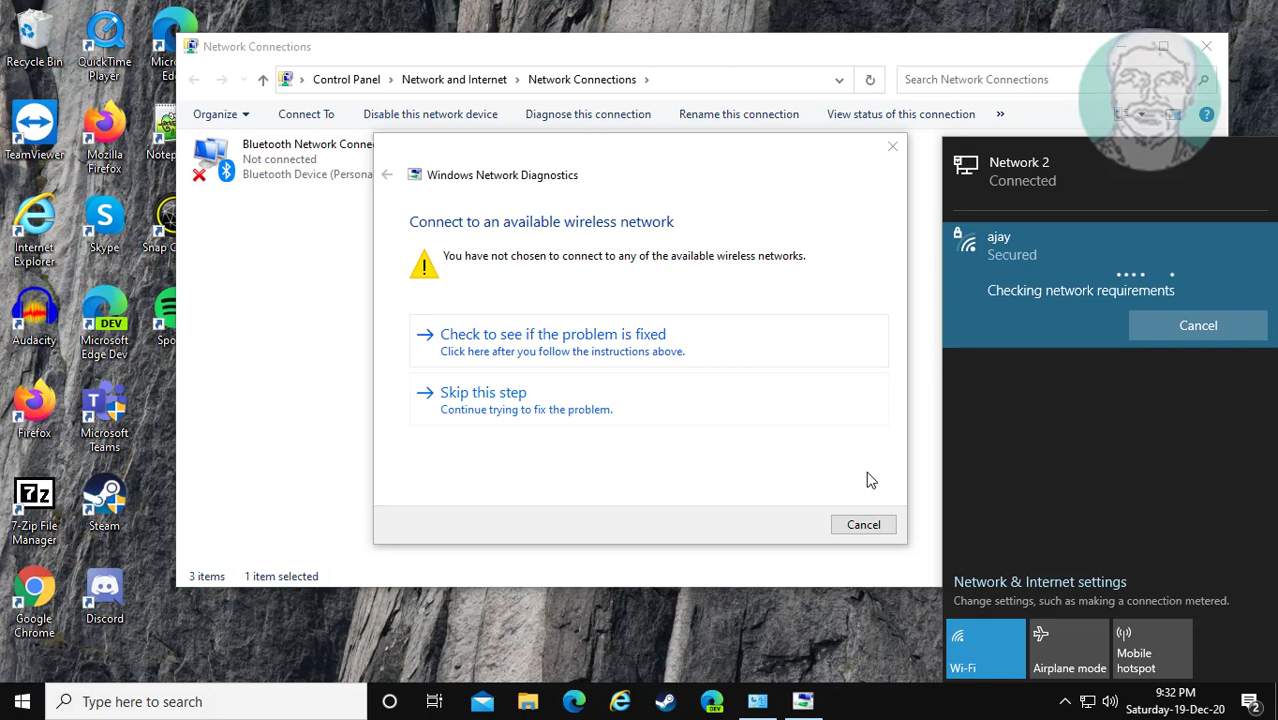 Recycle Bin
QuickTime
Player
TeamViewer
Mozilla
Firefox
Internet
Explorer
Skype
Audacity
DEV
Microsoft
Edge Dev
Firefox
Microsoft
Teams
7z
7-Zip File
Manager
Steam
Google
Chrome
Discord
Network Connections
Control Panel
Network and Internet
Network Connections
Search Network Connections
Organize
Connect To
Disable this network device
Diagnose this connection
Rename this connection
View status of this connection
»
Bluetooth Network Conne
Not connected
Bluetooth Device (Persona
Windows Network Diagnostics
Connect to an available wireless network
You have not chosen to connect to any of the available wireless networks.
Check to see if the problem is fixed
Click here after you follow the instructions above.
Skip this step
Continue trying to fix the problem.
Cancel
3 items
1 item selected
Network 2
Connected
ajay
Secured
Checking network requirements
Cancel
Network & Internet settings
Change settings, such as making a connection metered.
Wi-Fi
Airplane mode
Mobile
hotspot
Type here to search
DEV
9:32 PM
Saturday-19-Dec-20
2